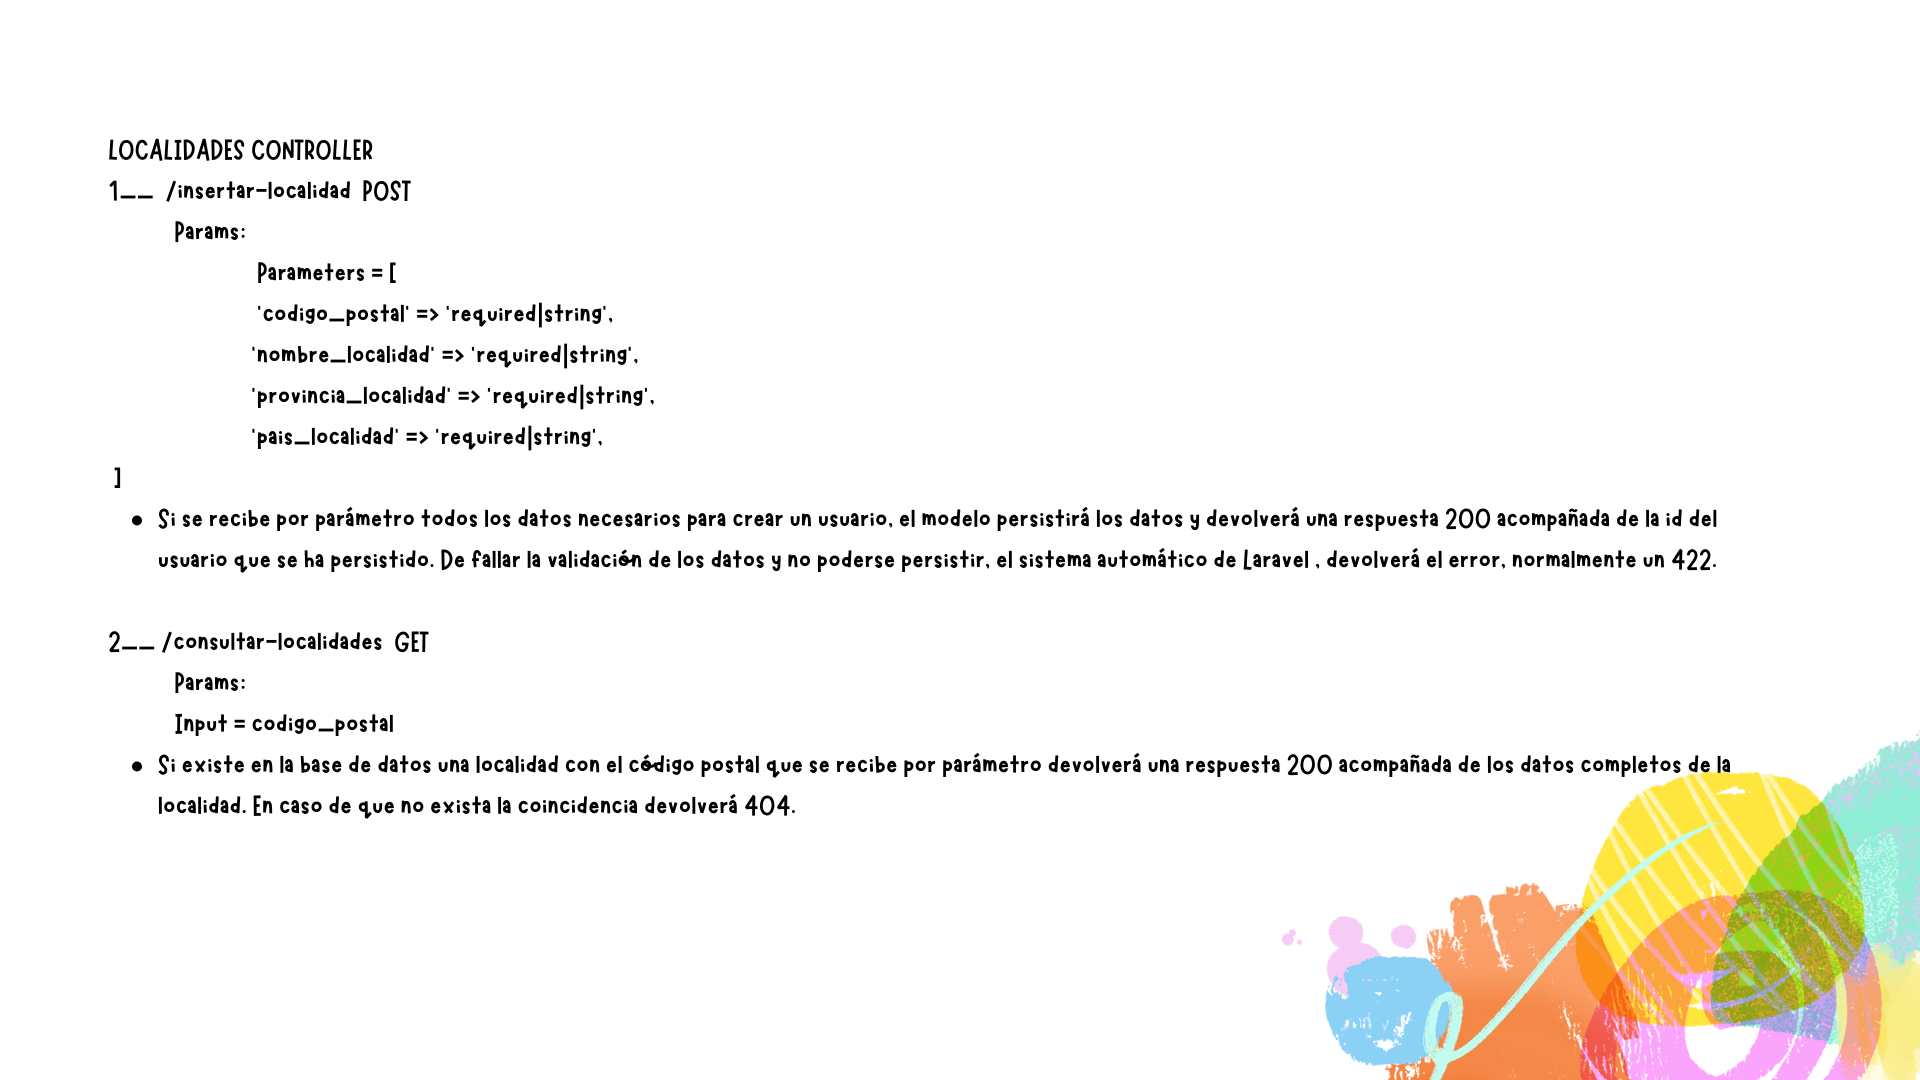 LOCALIDADES CONTROLLER
1__ /insertar-localidad POST
Params:
Parameters = [
'codigo_postal' => 'required|string',
'nombre_localidad' => 'required|string',
'provincia_localidad' => 'required|string',
'pais_localidad' => 'required|string',
]
• Si se recibe por parámetro todos los datos necesarios para crear un usuario, el modelo persistirá los datos y devolverá una respuesta 200 acompañada de la id del
usuario que se ha persistido. De fallar la validación de los datos y no poderse persistir, el sistema automático de Laravel , devolverá el error, normalmente un 422.
2__ /consultar-localidades GET
Params:
Input = codigo_postal
• Si existe en la base de datos una localidad con el código postal que se recibe por parámetro devolverá una respuesta 200 acompañada de los datos completos de la
localidad. En caso de que no exista la coincidencia devolverá 404.